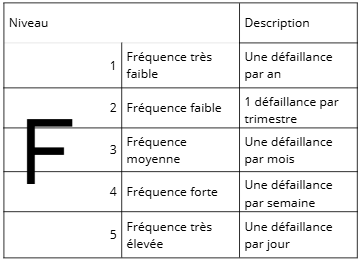 Niveau Description
1 Fréquence très faible Une défaillance par an
2 Fréquence faible 1 défaillance par trimestre
F
3 Fréquence moyenne Une défaillance par mois
4 Fréquence forte Une défaillance par semaine
5 Fréquence très élevée Une défaillance par jour